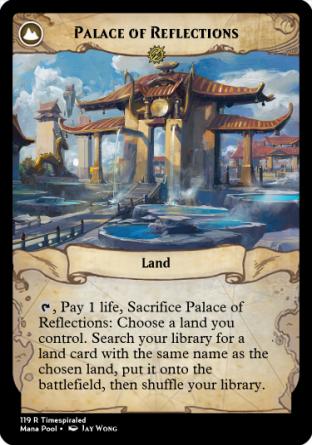 Palace of Reflections
Land
, Pay 1 life, Sacrifice Palace of
Reflections: Choose a land you
control. Search your library for a
land card with the same name as the
chosen land, put it onto the
battlefield, then shuffle your library.
119 R Timespiraled
Mana Pool • Jay Wong